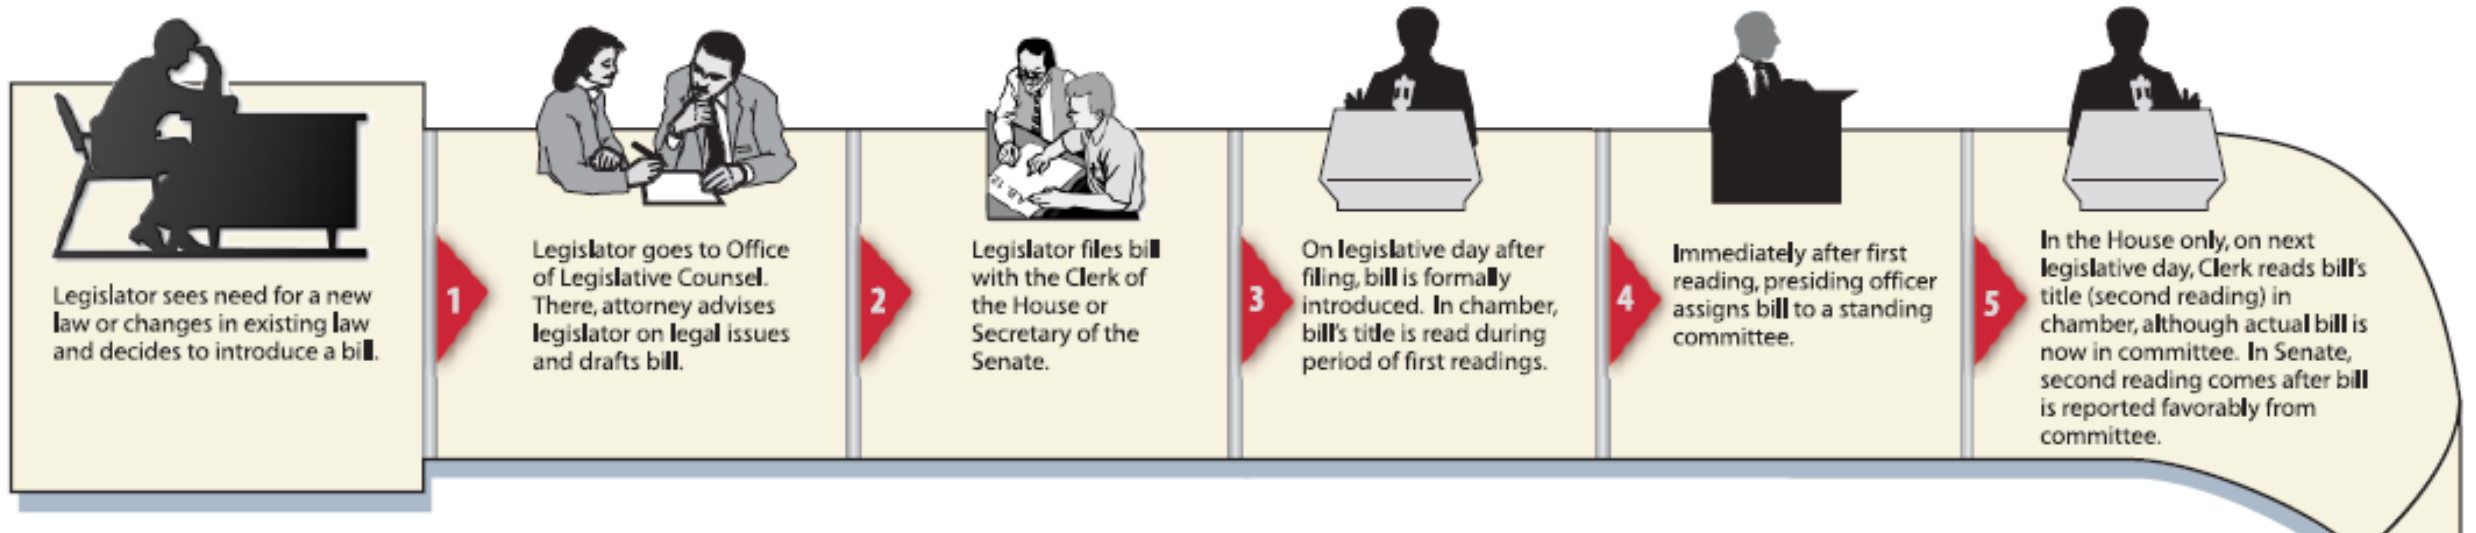 Legislator sees need for a new
law or changes in existing law
and decides to introduce a bill.
1
Legislator goes to Office
of Legislative Counsel.
There, attorney advises
legislator on legal issues
and drafts bill.
2
Legislator files bill
with the Clerk of
the House or
Secretary of the
Senate.
3
On legislative day after
filing, bill is formally
introduced. In chamber,
bill's title is read during
period of first readings.
4
Immediately after first
reading, presiding officer
assigns bill to a standing
committee.
5
In the House only, on next
legislative day, Clerk reads bill's
title (second reading) in
chamber, although actual bill is
now in committee. In Senate,
second reading comes after bill
is reported favorably from
committee.